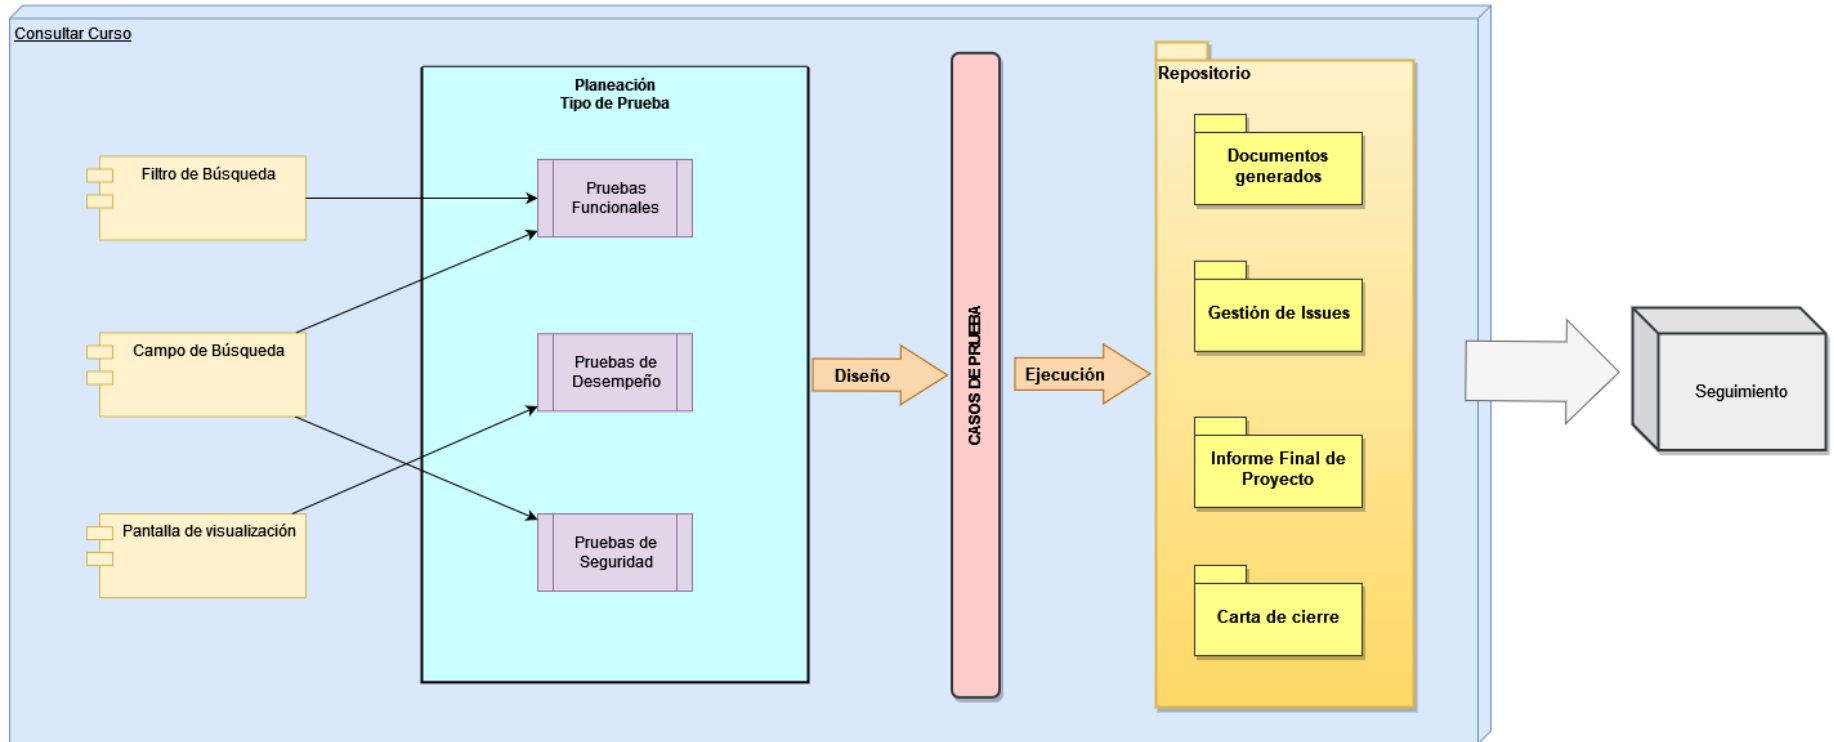 Consultar Curso
Filtro de Búsqueda
Campo de Búsqueda
Pantalla de visualización
Planeación
Tipo de Prueba
Pruebas
Funcionales
Pruebas de
Desempeño
Pruebas de
Seguridad
Diseño
CASOS DE PRUEBA
Ejecución
Repositorio
Documentos
generados
Gestión de Issues
Informe Final de
Proyecto
Carta de cierre
Seguimiento